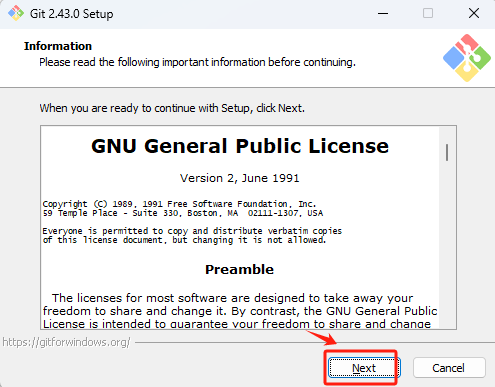 Git 2.43.0 Setup
Information
Please read the following important information before continuing.
When you are ready to continue with Setup, click Next.
GNU General Public License
Version 2, June 1991
Copyright (C) 1989, 1991 Free Software Foundation, Inc.
59 Temple Place - Suite 330, Boston, MA  02111-1307, USA
Everyone is permitted to copy and distribute verbatim copies
of this license document, but changing it is not allowed.
Preamble
The licenses for most software are designed to take away your
freedom to share and change it. By contrast, the GNU General Public
License is intended to guarantee your freedom to share and change
https://gitforwindows.org/
Next
Cancel